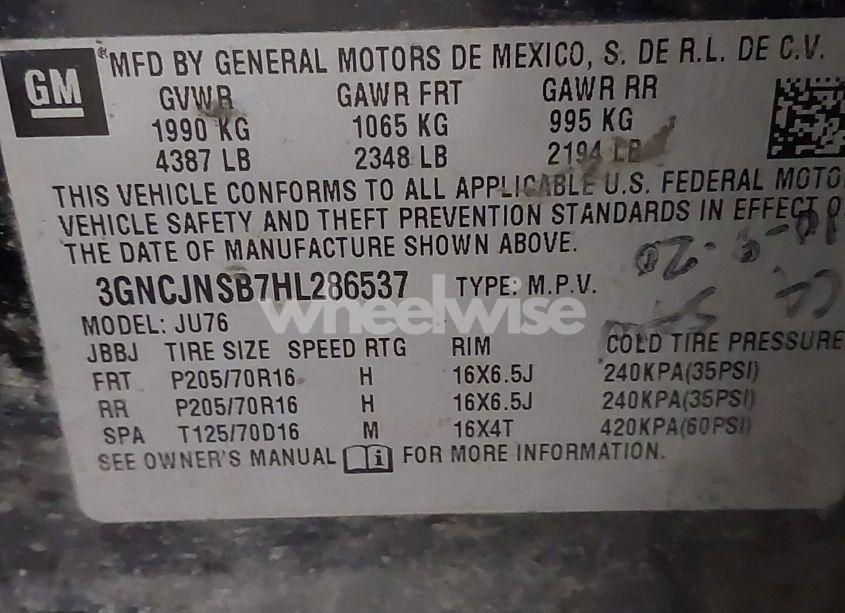 GM
®MFD BY GENERAL MOTORS DE MEXICO, S. DE R.L. DE C.V.
GVWR GAWR FRT GAWR RR
1990 KG 1065 KG 995 KG
4387 LB 2348 LB 2194 LB
THIS VEHICLE CONFORMS TO ALL APPLICABLE U.S. FEDERAL MOTO
VEHICLE SAFETY AND THEFT PREVENTION STANDARDS IN EFFECT O
THE DATE OF MANUFACTURE SHOWN ABOVE.
3GNCJNSB7HL286537 TYPE: M.P.V.
wheelwise
MODEL: JU76
JBBJ TIRE SIZE SPEED RTG RIM COLD TIRE PRESSURE
FRT P205/70R16 H 16X6.5J 240KPA(35PSI)
RR P205/70R16 H 16X6.5J 240KPA(35PSI)
SPA T125/70D16 M 16X4T 420KPA(60PSI)
SEE OWNER'S MANUAL i FOR MORE INFORMATION.